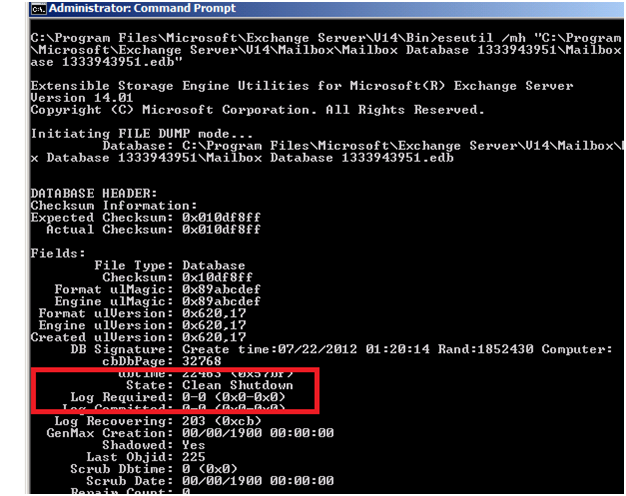 Administrator: Command Prompt
C:\Program Files\Microsoft\Exchange Server\V14\Bin>eseutil /mh "C:\Program
\Microsoft\Exchange Server\V14\Mailbox\Mailbox Database 1333943951\Mailbox
ase 1333943951.edb"
Extensible Storage Engine Utilities for Microsoft(R) Exchange Server
Version 14.01
Copyright (C) Microsoft Corporation. All Rights Reserved.
Initiating FILE DUMP mode...
Database: C:\Program Files\Microsoft\Exchange Server\V14\Mailbox\
x Database 1333943951\Mailbox Database 1333943951.edb
DATABASE HEADER:
Checksum Information:
Expected Checksum: 0x010df8ff
Actual Checksum: 0x010df8ff
Fields:
File Type: Database
Checksum: 0x10df8ff
Format ulMagic: 0x89abcdef
Engine ulMagic: 0x89abcdef
Format ulVersion: 0x620,17
Engine ulVersion: 0x620,17
Created ulVersion: 0x620,17
DB Signature: Create time:07/22/2012 01:20:14 Rand:1852430 Computer:
cbDbPage: 32768
dbtime: 22463 (0x57bf)
State: Clean Shutdown
Log Required: 0-0 (0x0-0x0)
Log Committed: 0-0 (0x0-0x0)
Log Recovering: 203 (0xcb)
GenMax Creation: 00/00/1900 00:00:00
Shadowed: Yes
Last Objid: 225
Scrub Dbtime: 0 (0x0)
Scrub Date: 00/00/1900 00:00:00
Repair Count: 0